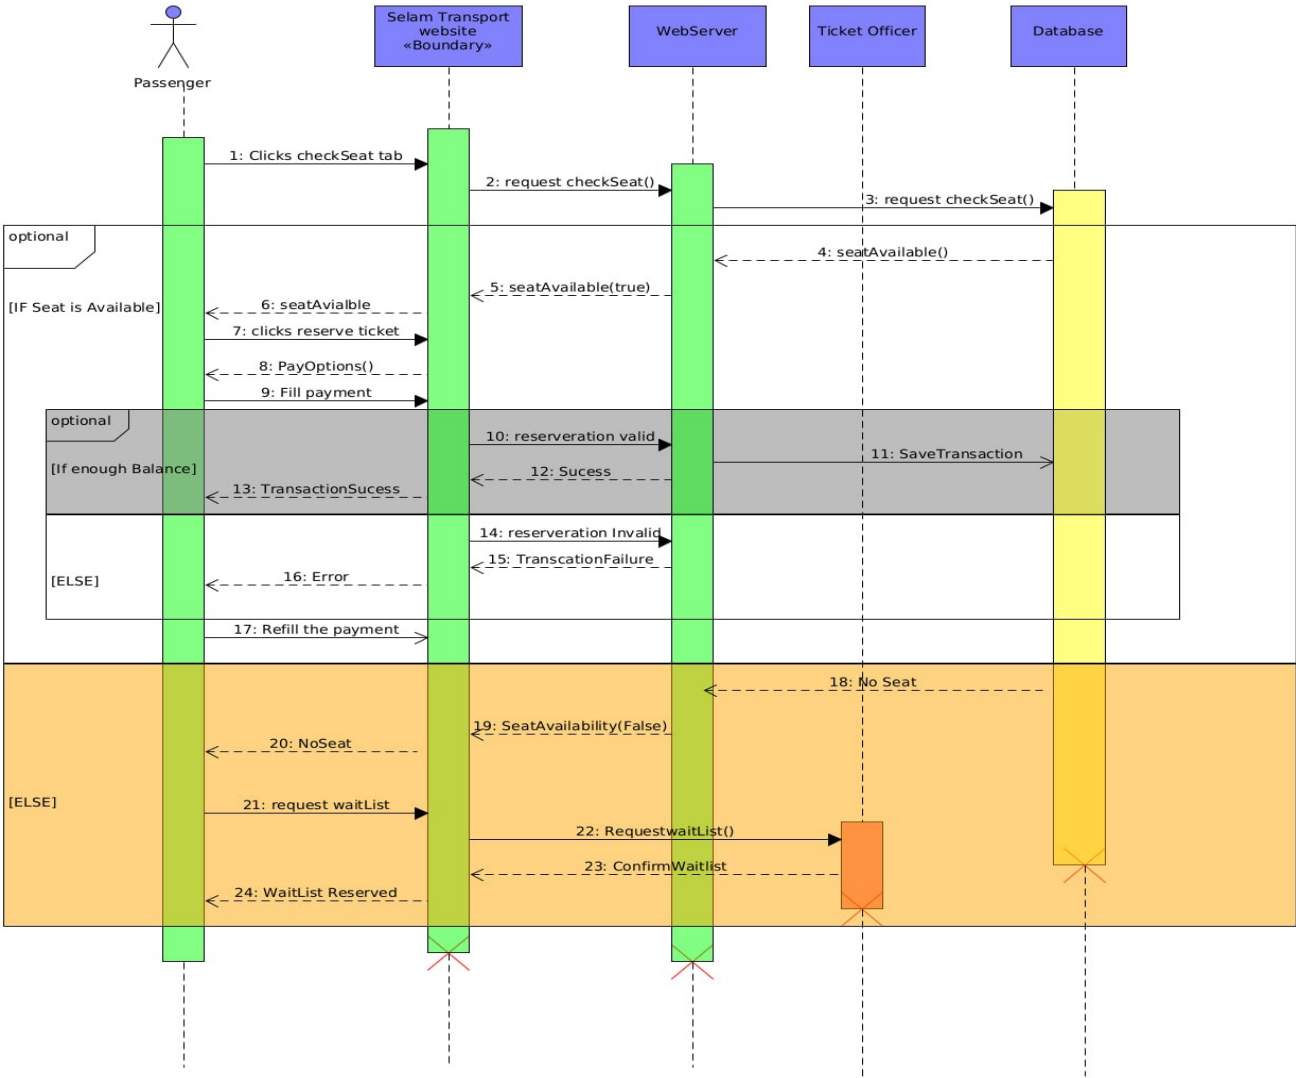 Selam Transport
website
«Boundary»
WebServer
Ticket Officer
Database
Passenger
1: Clicks checkSeat tab
2: request checkSeat()
3: request checkSeat()
optional
4: seatAvailable()
5: seatAvailable(true)
[IF Seat is Available]
6: seatAvialble
7: clicks reserve ticket
8: PayOptions()
9: Fill payment
optional
10: reserveration valid
11: SaveTransaction
[If enough Balance]
12: Sucess
13: TransactionSucess
14: reserveration Invalid
15: TranscationFailure
[ELSE]
16: Error
17: Refill the payment
18: No Seat
19: SeatAvailability(False)
20: NoSeat
[ELSE]
21: request waitList
22: RequestwaitList()
23: ConfirmWaitlist
24: WaitList Reserved